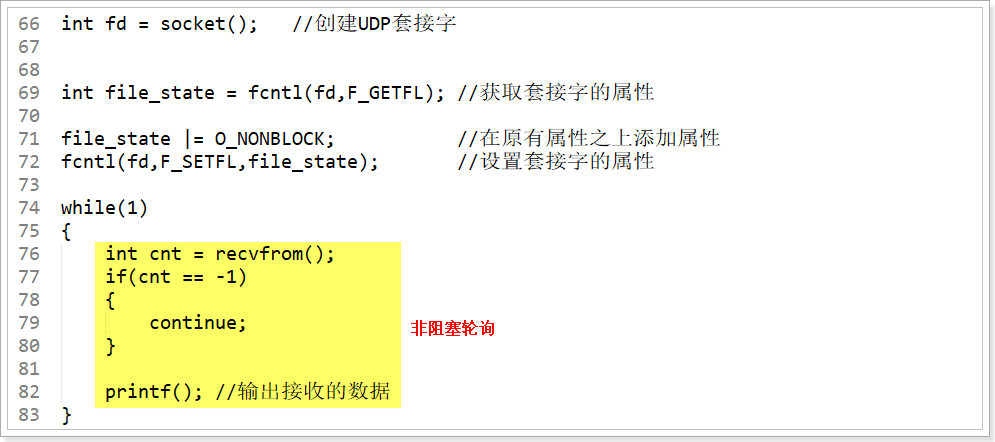 66 int fd = socket(); //创建UDP套接字
67
68
69 int file_state = fcntl(fd,F_GETFL); //获取套接字的属性
70
71 file_state |= O_NONBLOCK; //在原有属性之上添加属性
72 fcntl(fd,F_SETFL,file_state); //设置套接字的属性
73
74 while(1)
75 {
76 int cnt = recvfrom();
77 if(cnt == -1)
78 {
79 continue; 非阻塞轮询
80 }
81
82 printf(); //输出接收的数据
83 }